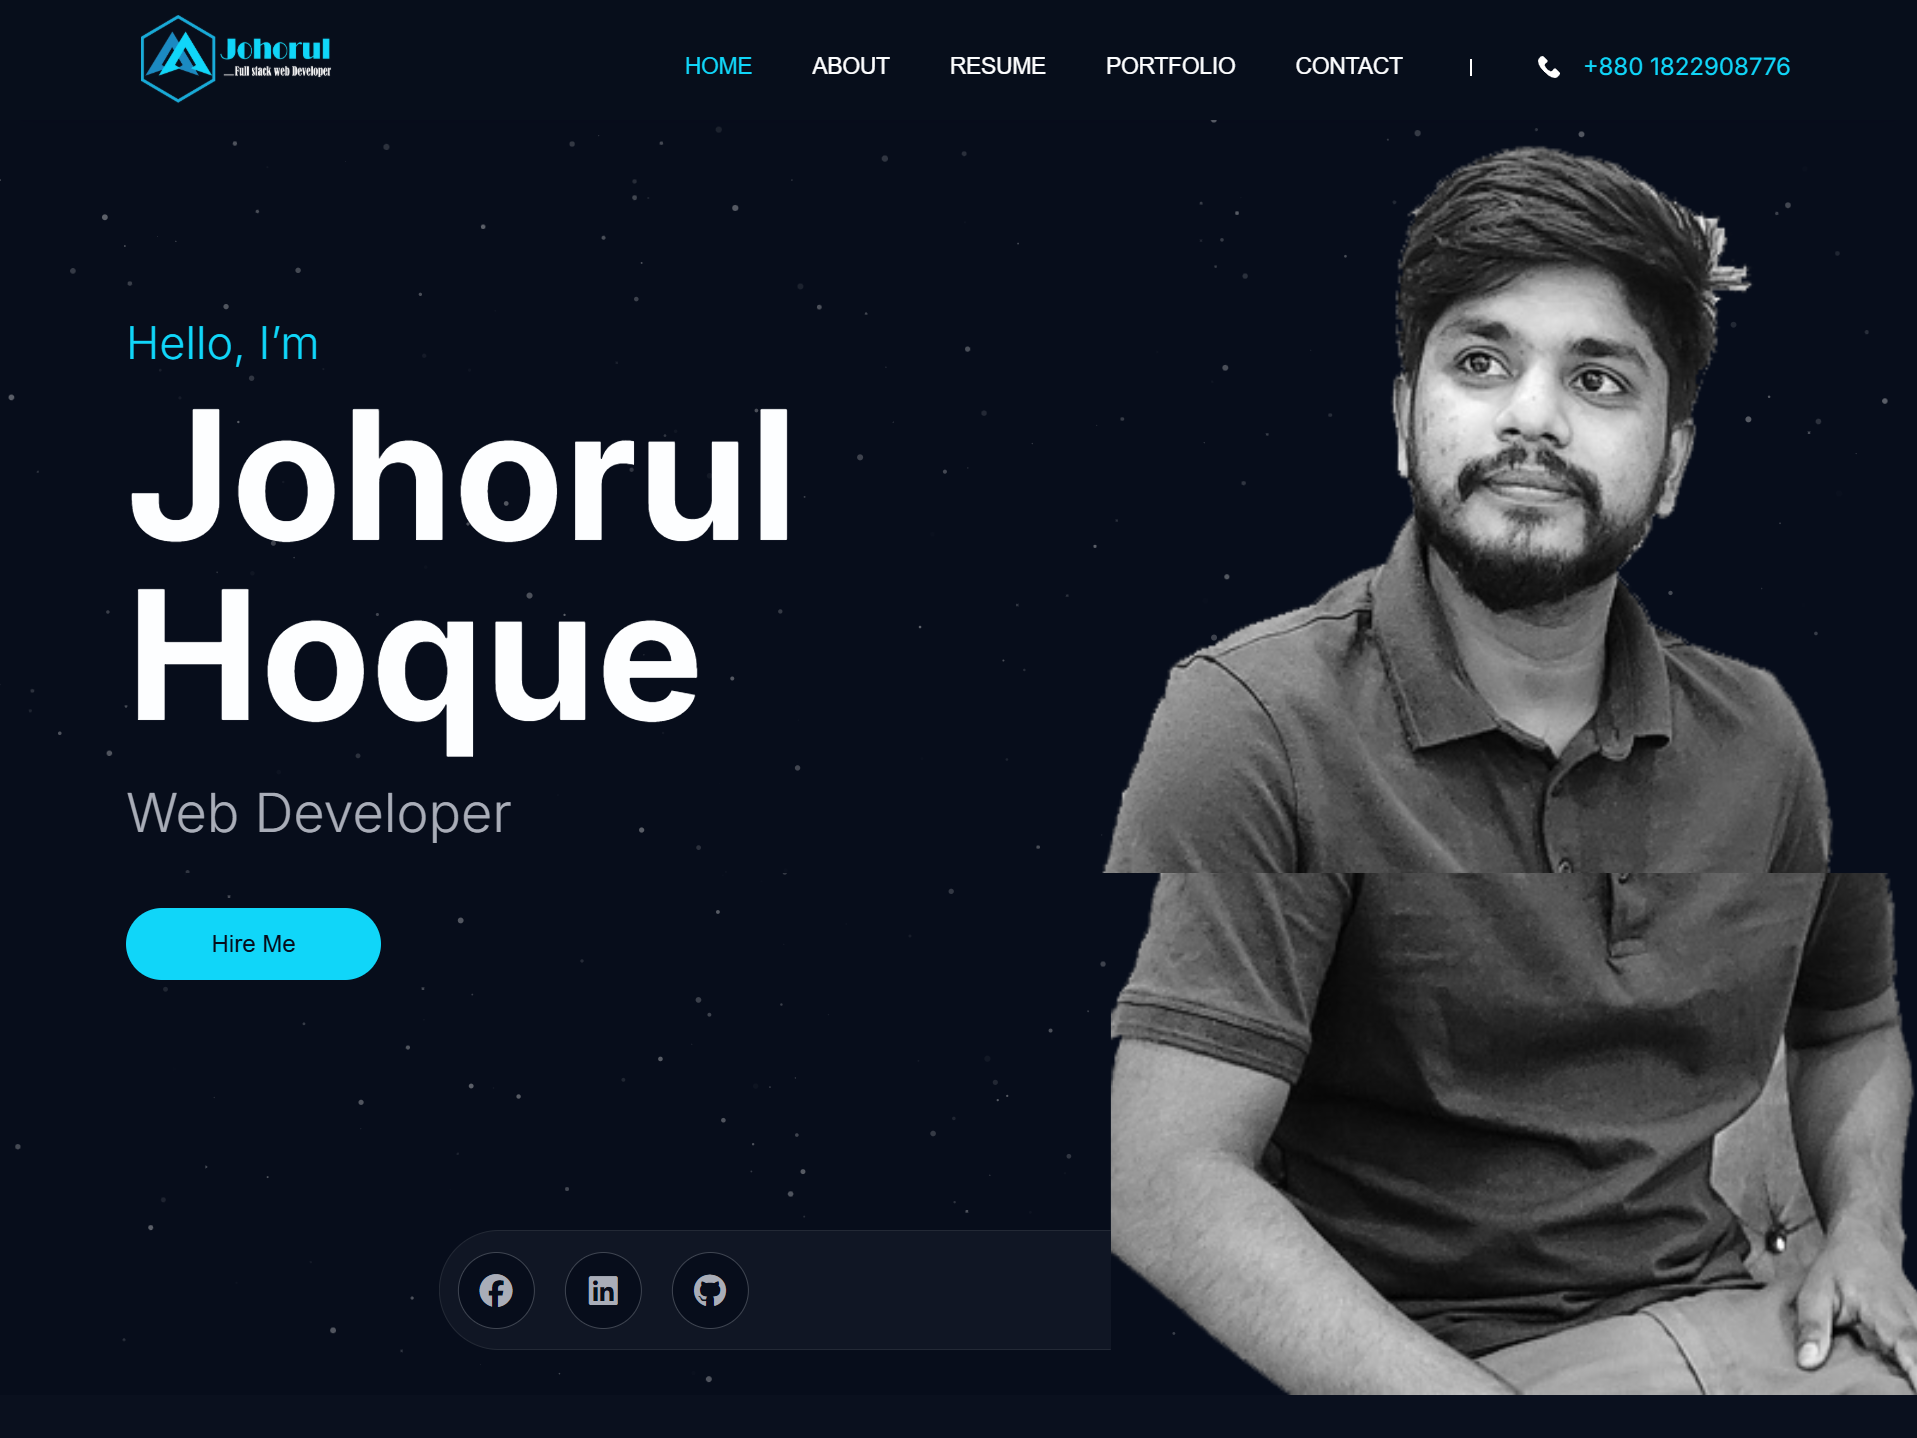 Johorul
...Full stack web Developer
HOME
ABOUT
RESUME
PORTFOLIO
CONTACT
+880 1822908776
Hello, I’m
Johorul
Hoque
Web Developer
Hire Me